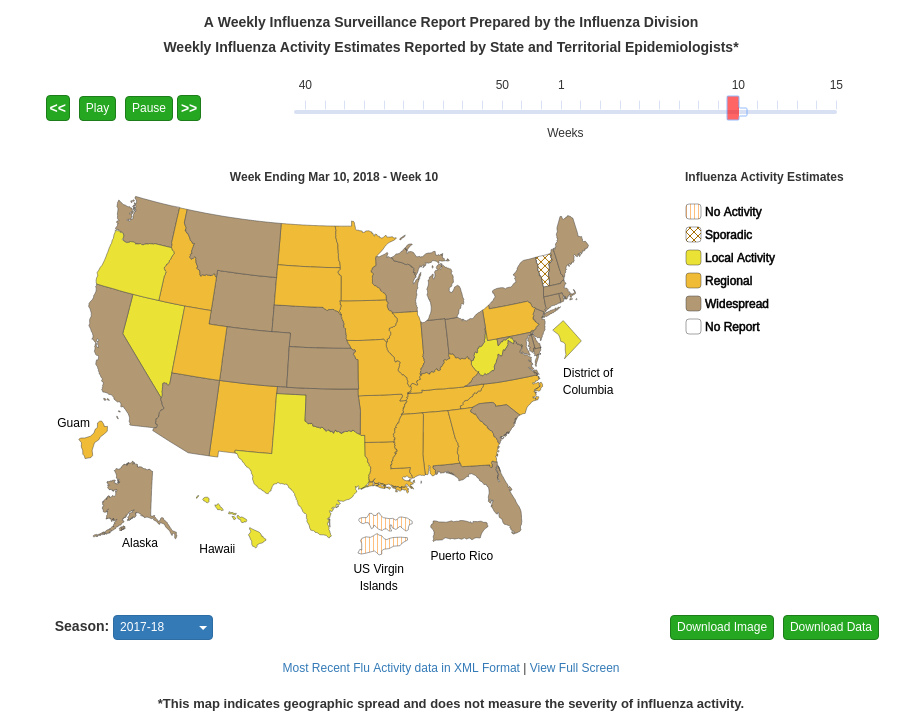 A Weekly Influenza Surveillance Report Prepared by the Influenza Division
Weekly Influenza Activity Estimates Reported by State and Territorial Epidemiologists*
<< Play Pause >>
40 50 1 10 15
Weeks
Week Ending Mar 10, 2018 - Week 10
Influenza Activity Estimates
No Activity
Sporadic
Local Activity
Regional
Widespread
No Report
District of
Columbia
Guam
Alaska
Hawaii
US Virgin
Islands
Puerto Rico
Season: 2017-18
Download Image Download Data
Most Recent Flu Activity data in XML Format | View Full Screen
*This map indicates geographic spread and does not measure the severity of influenza activity.